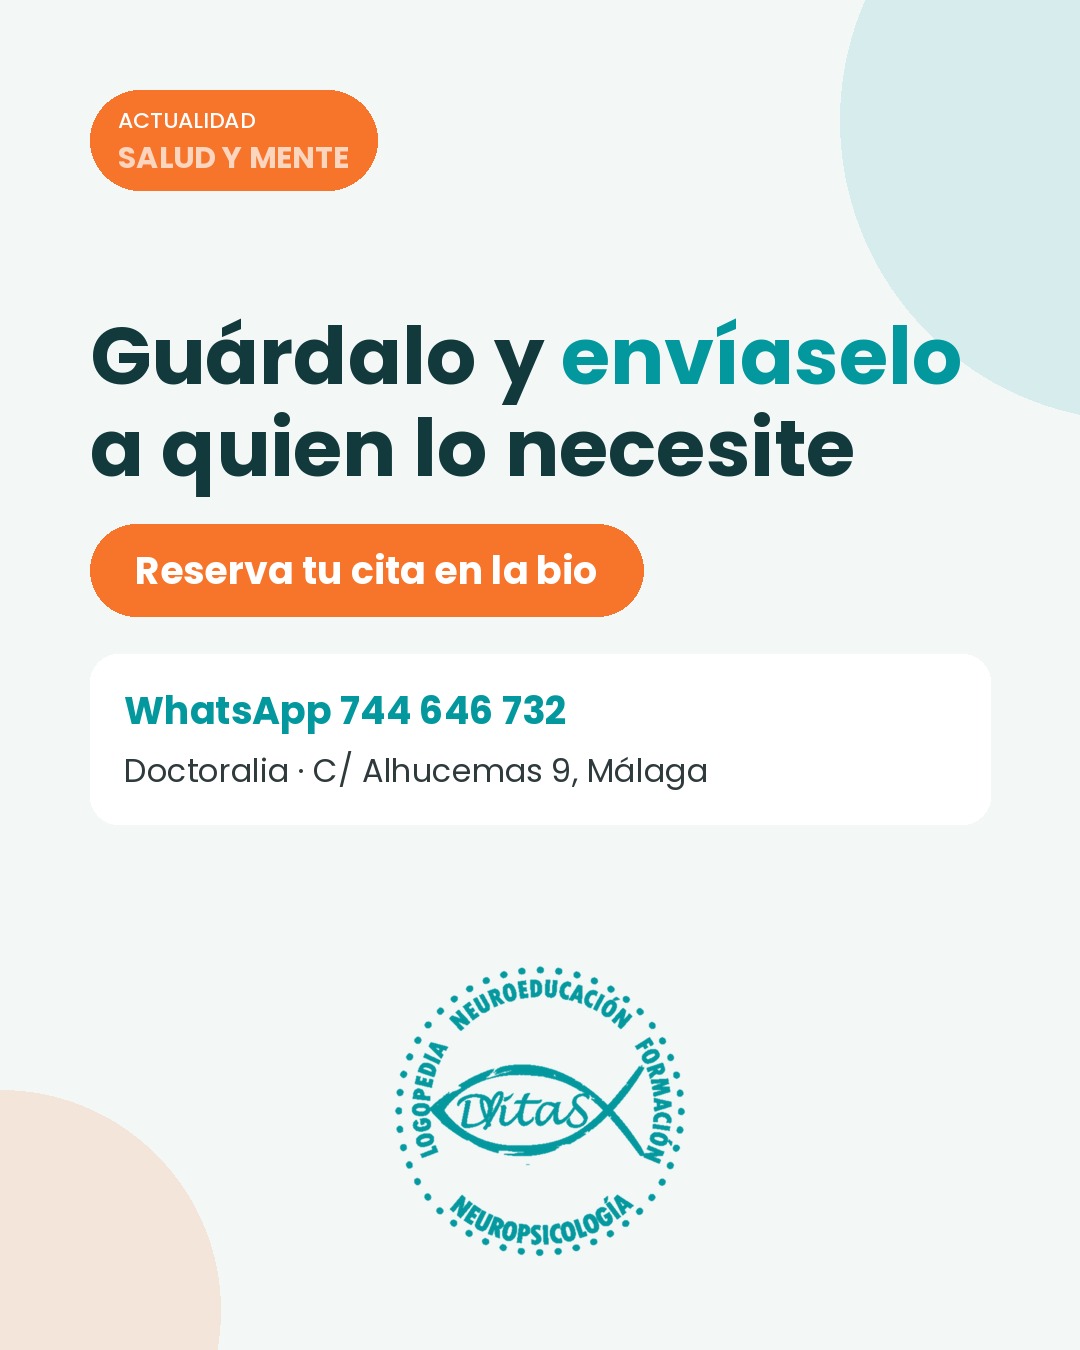 ACTUALIDAD
SALUD Y MENTE
Guárdalo y envíaselo
a quien lo necesite
Reserva tu cita en la bio
WhatsApp 744 646 732
Doctoralia · C/ Alhucemas 9, Málaga
LOGOPEDIA
NEUROEDUCACIÓN
FORMACIÓN
DVitaS
NEUROPSICOLOGÍA